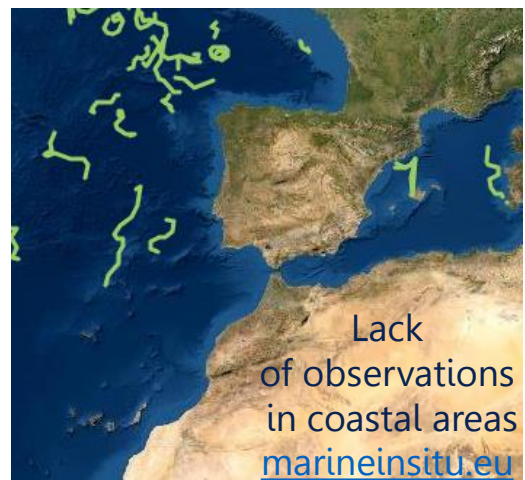 Lack
of observations
in coastal areas
marineinsitu.eu